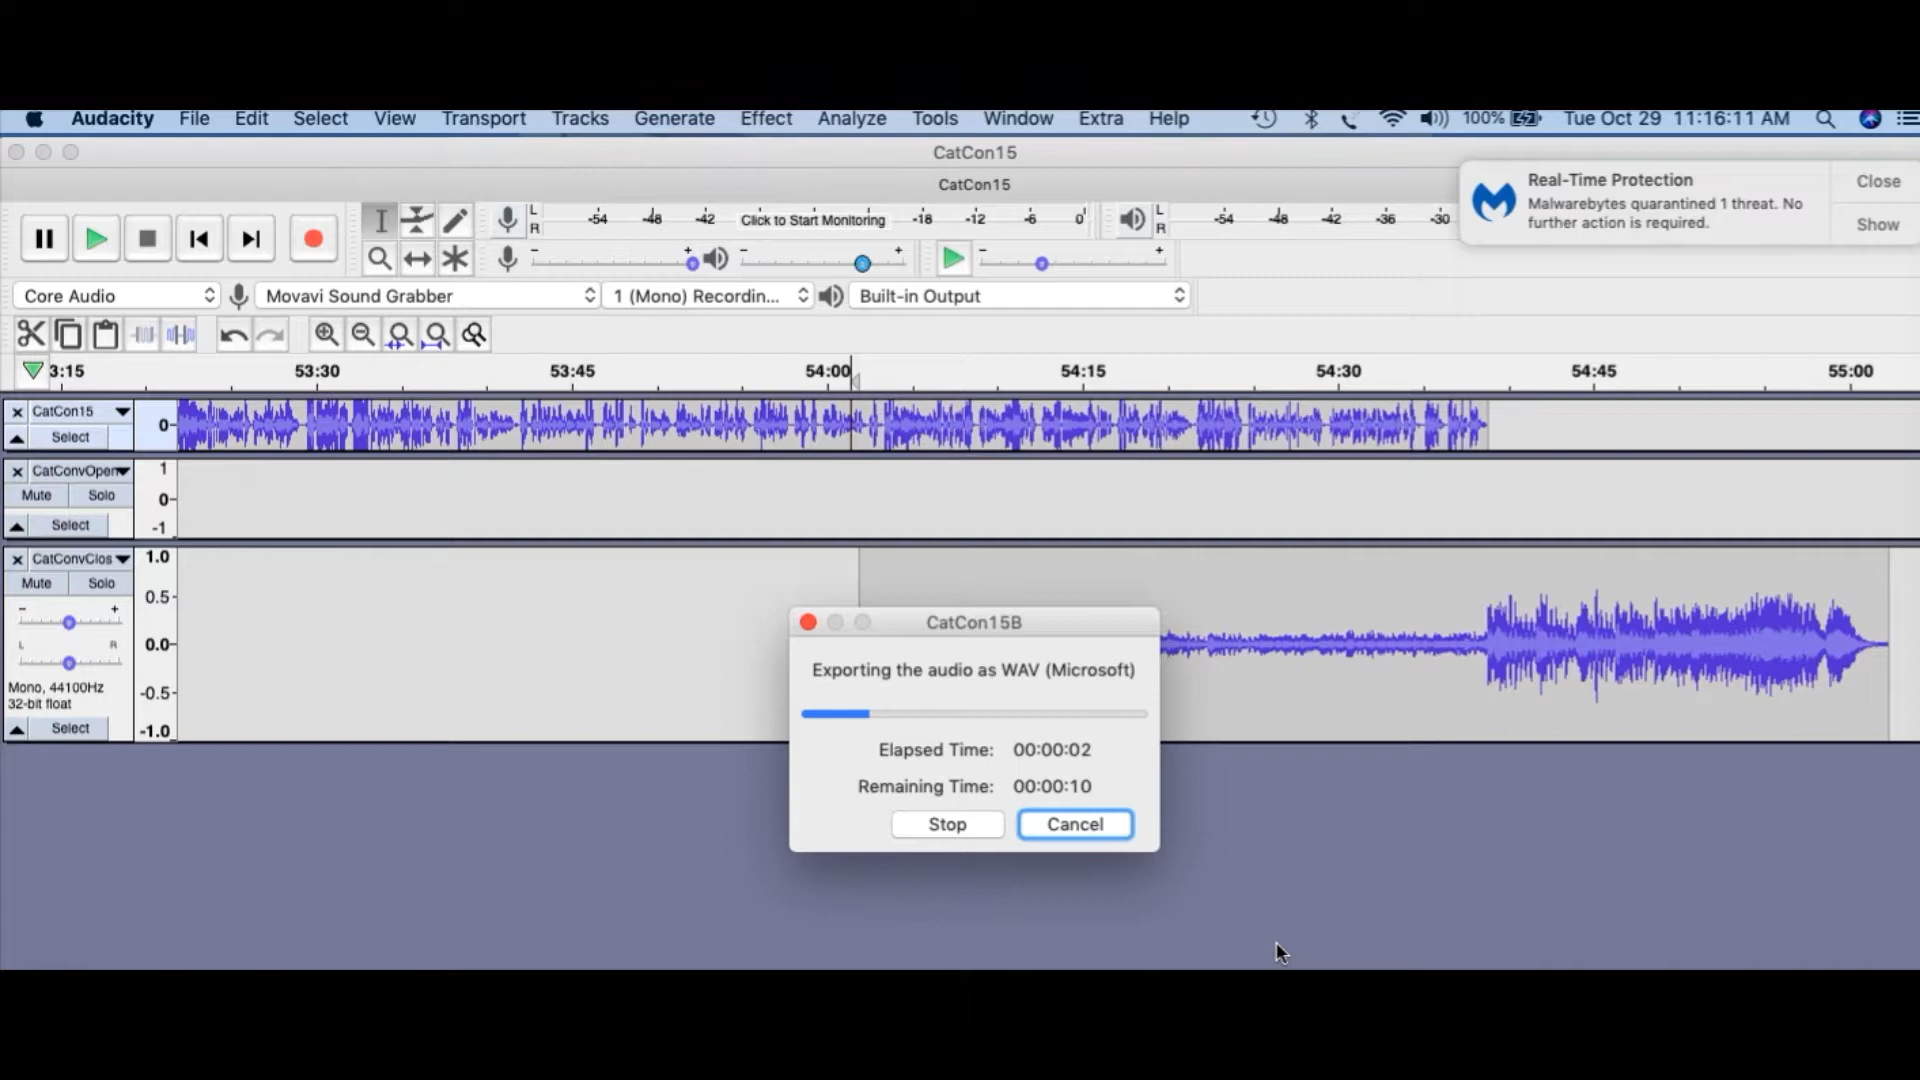 Audacity File Edit Select View Transport Tracks Generate Effect Analyze Tools Window Extra Help 100% Tue Oct 29 11:16:11 AM
CatCon15
CatCon15
Real-Time Protection
Malwarebytes quarantined 1 threat. No
further action is required.
Close
Show
L
R
-54 -48 -42 Click to Start Monitoring -18 -12 -6 0
L
R
-54 -48 -42 -36 -30
- + - + - +
Core Audio Movavi Sound Grabber 1 (Mono) Recordin... Built-in Output
3:15 53:30 53:45 54:00 54:15 54:30 54:45 55:00
CatCon15
Select
0-
CatConvOpen
Mute Solo
Select
1
0-
-1
CatConvClos
Mute Solo
- +
L R
Mono, 44100Hz
32-bit float
Select
1.0
0.5-
0.0-
-0.5-
-1.0
CatCon15B
Exporting the audio as WAV (Microsoft)
Elapsed Time: 00:00:02
Remaining Time: 00:00:10
Stop Cancel